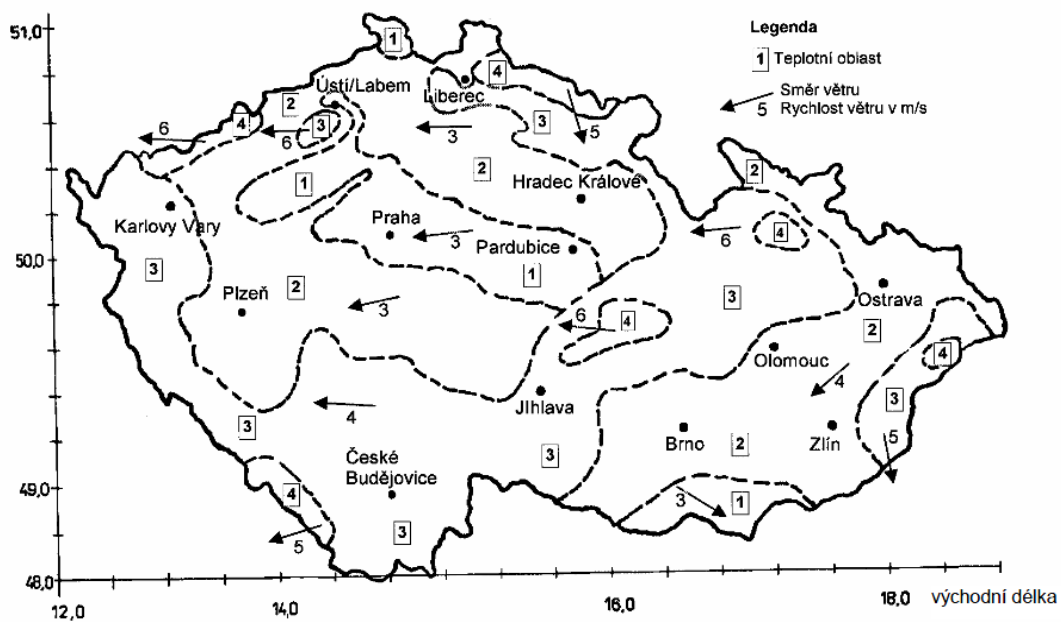 51,0
Legenda
1 Teplotní oblast
Směr větru
5 Rychlost větru v m/s
1
4
Ústí/Labem
Liberec
2
4
3
3
6
6
3
5
2
2
Hradec Králové
1
Karlovy Vary
Praha
3
Pardubice
6
4
50,0
3
1
Plzeň
2
3
3
Ostrava
6
4
2
Olomouc
4
4
Jihlava
3
4
3
3
Brno
2
Zlín
5
České
Budějovice
49,0
4
3
1
3
5
48,0
12,0
14,0
16,0
18,0
východní délka